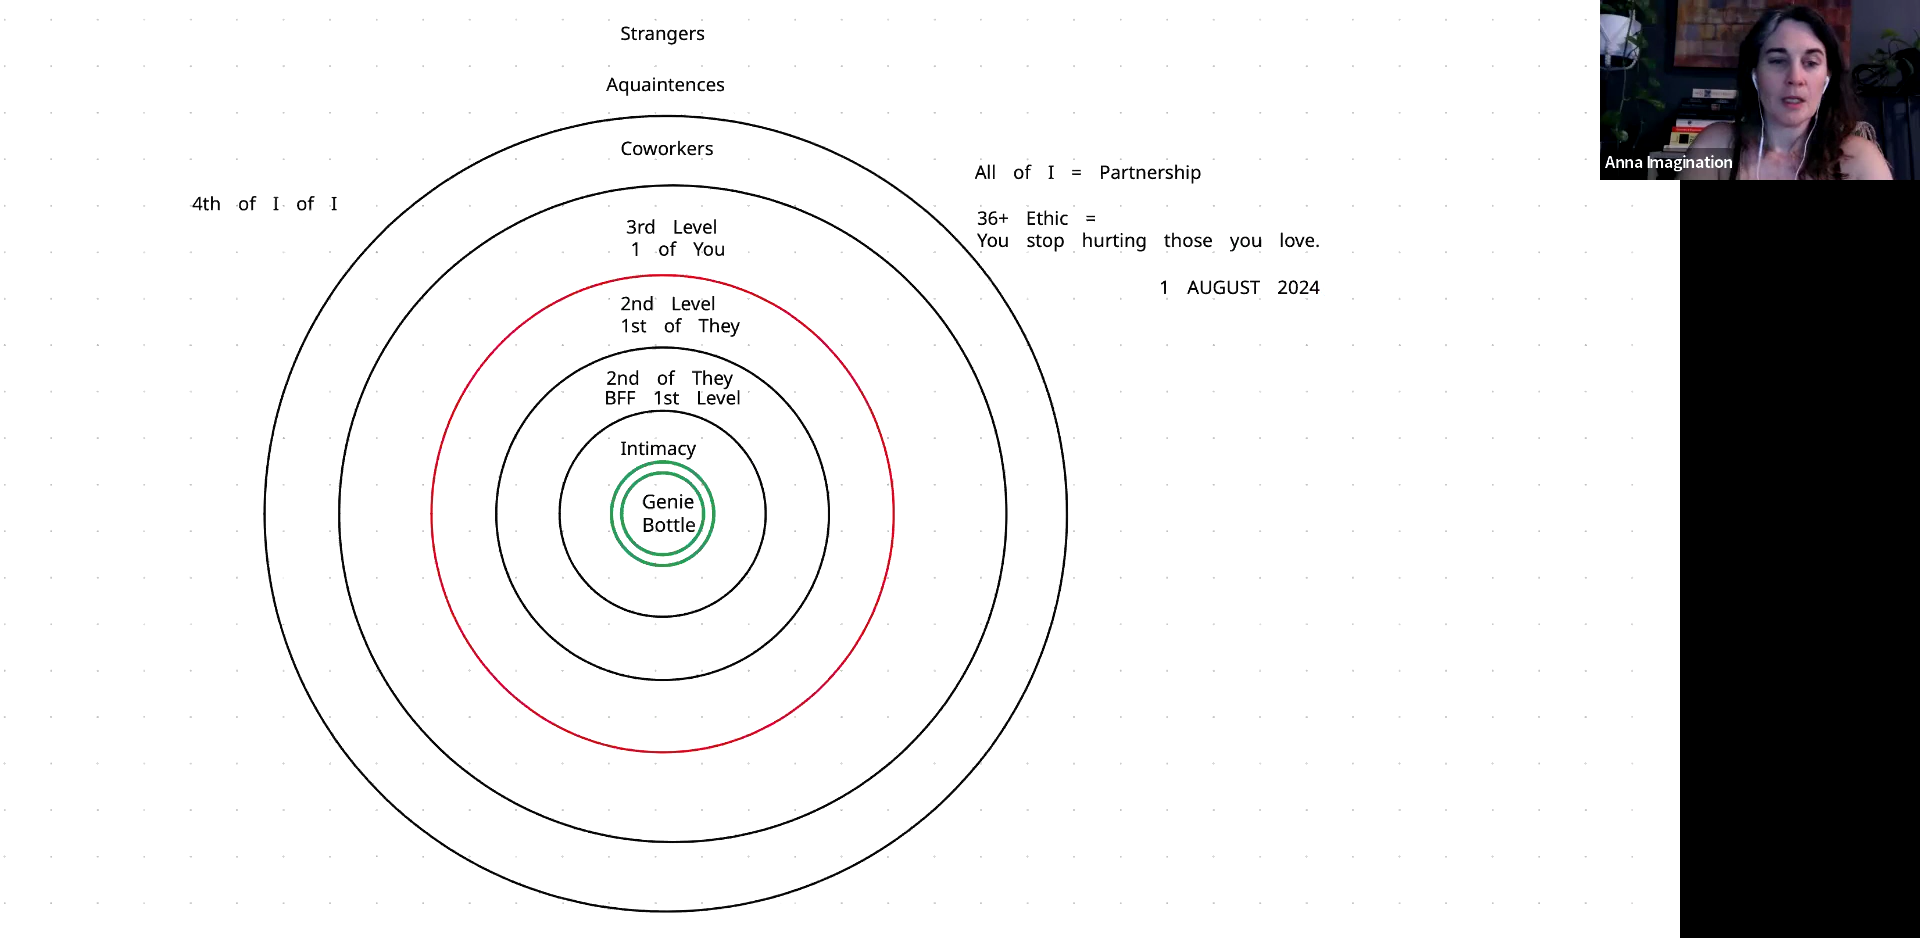 Strangers
Aquaintences
Coworkers
4th of I of I
3rd Level
1 of You
2nd Level
1st of They
2nd of They
BFF 1st Level
Intimacy
Genie
Bottle
All of I = Partnership
36+ Ethic =
You stop hurting those you love.
1 AUGUST 2024
Anna Imagination